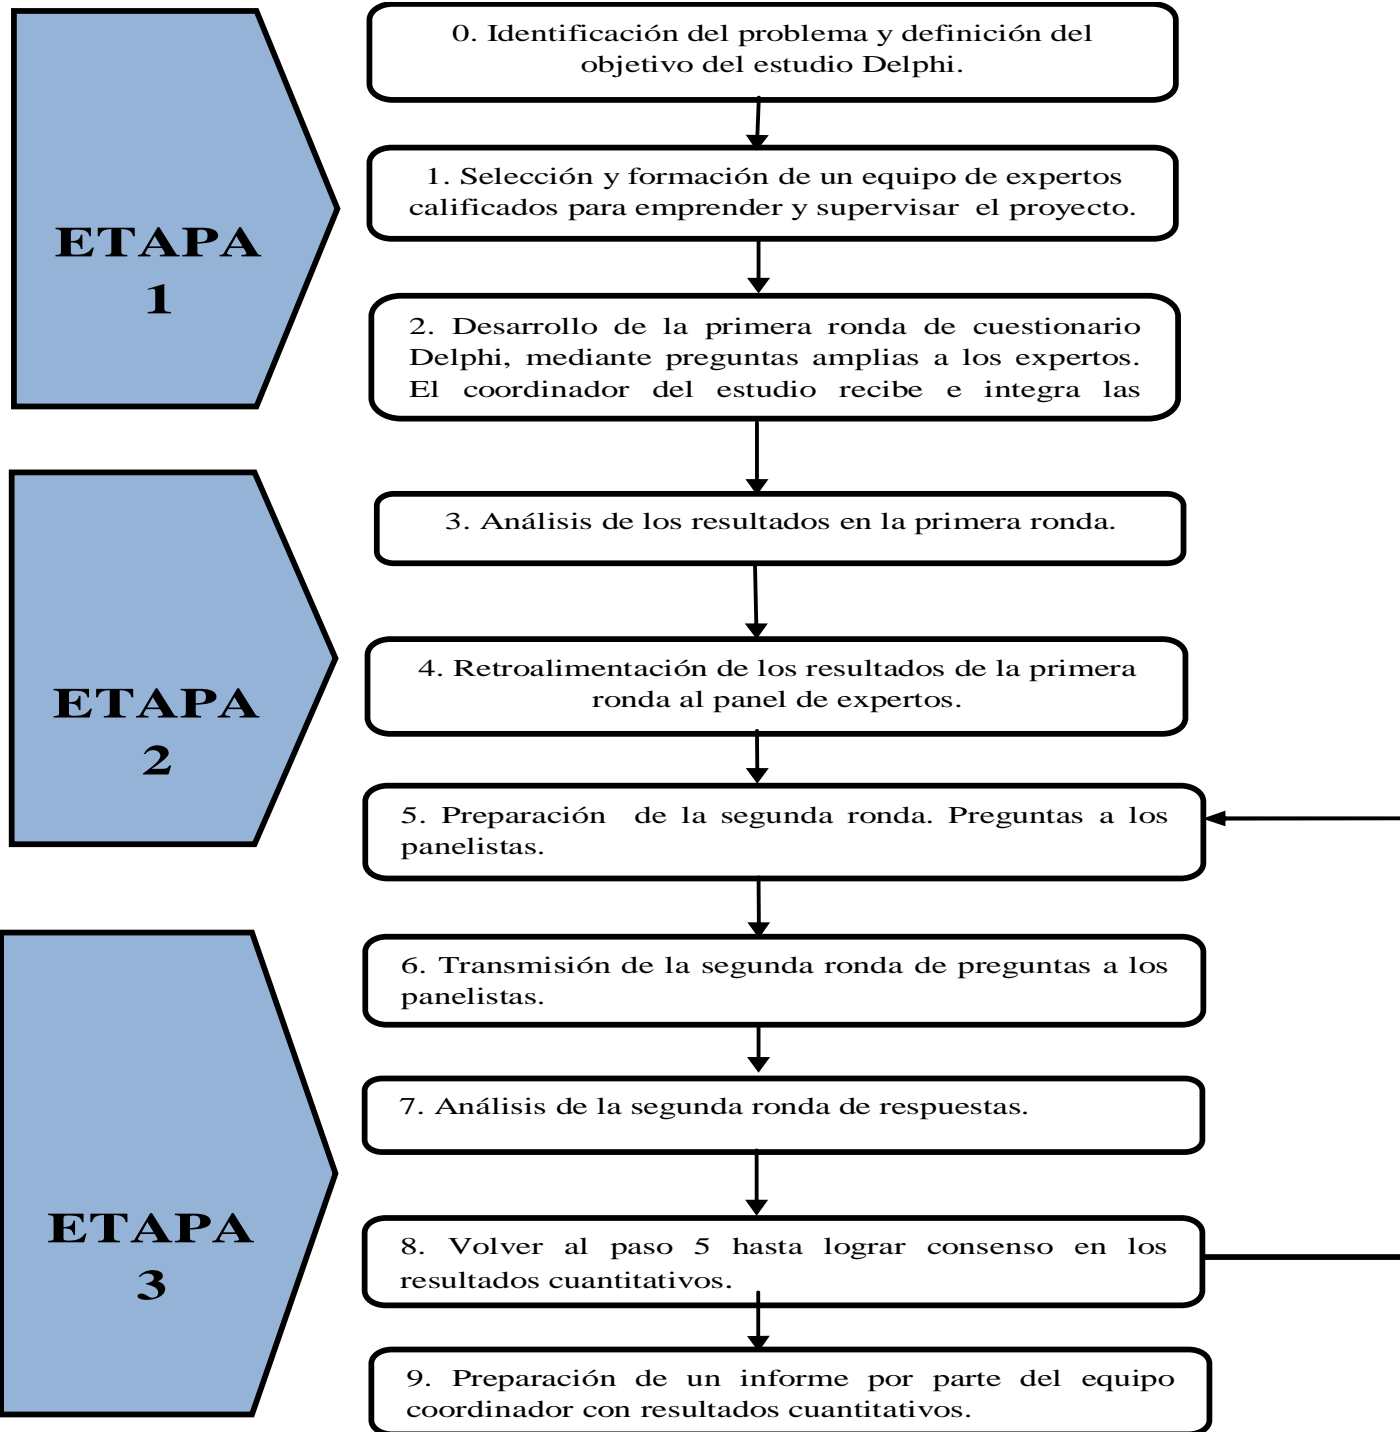 0. Identificación del problema y definición del
objetivo del estudio Delphi.
1. Selección y formación de un equipo de expertos
calificados para emprender y supervisar el proyecto.
ETAPA
1
2. Desarrollo de la primera ronda de cuestionario
Delphi, mediante preguntas amplias a los expertos.
El coordinador del estudio recibe e integra las
3. Análisis de los resultados en la primera ronda.
4. Retroalimentación de los resultados de la primera
ronda al panel de expertos.
ETAPA
2
5. Preparación de la segunda ronda. Preguntas a los
panelistas.
6. Transmisión de la segunda ronda de preguntas a los
panelistas.
7. Análisis de la segunda ronda de respuestas.
ETAPA
3
8. Volver al paso 5 hasta lograr consenso en los
resultados cuantitativos.
9. Preparación de un informe por parte del equipo
coordinador con resultados cuantitativos.